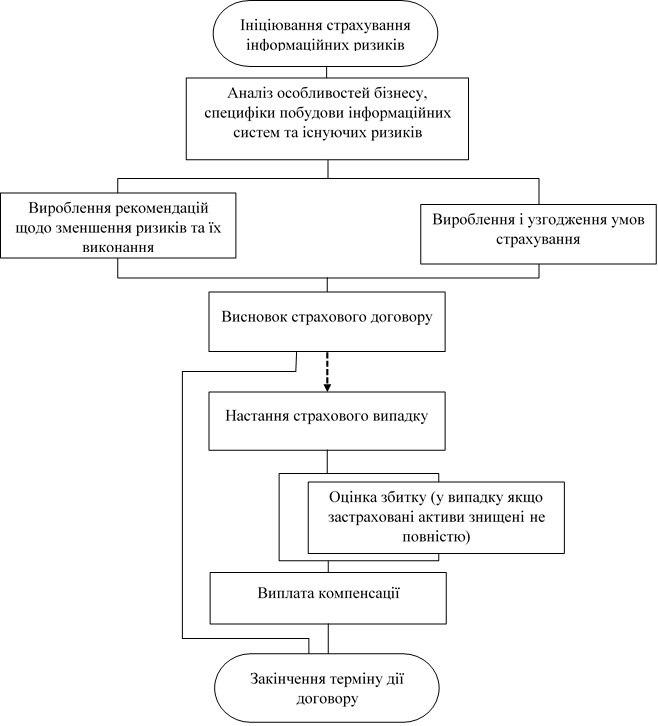 Ініціювання страхування
інформаційних ризиків
Аналіз особливостей бізнесу,
специфіки побудови інформаційних
систем та існуючих ризиків
Вироблення рекомендацій
щодо зменшення ризиків та їх
виконання
Вироблення і узгодження умов
страхування
Висновок страхового договору
Настання страхового випадку
Оцінка збитку (у випадку якщо
застраховані активи знищені не
повністю)
Виплата компенсації
Закінчення терміну дії
договору